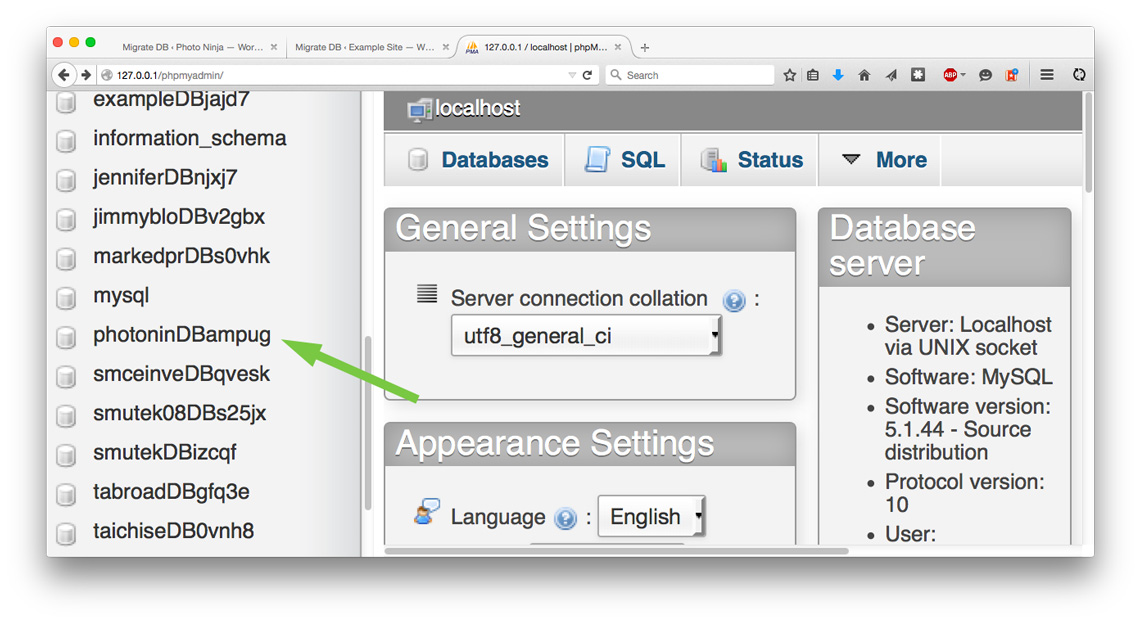 Migrate DB ‹ Photo Ninja — Wor...
Migrate DB ‹ Example Site — W...
PMA
127.0.0.1 / localhost | phpM...
127.0.0.1/phpmyadmin/
Search
ABP
exampleDBjajd7
information_schema
jenniferDBnjxj7
jimmybloDBv2gbx
markedprDBs0vhk
mysql
photoninDBampug
smceinveDBqvesk
smutek08DBs25jx
smutekDBizcqf
tabroadDBgfq3e
taichiseDB0vnh8
localhost
Databases
SQL
Status
More
General Settings
Server connection collation ? :
utf8_general_ci
Appearance Settings
Language ? : English
Database
server
• Server: Localhost
via UNIX socket
• Software: MySQL
• Software version:
5.1.44 - Source
distribution
• Protocol version:
10
• User: